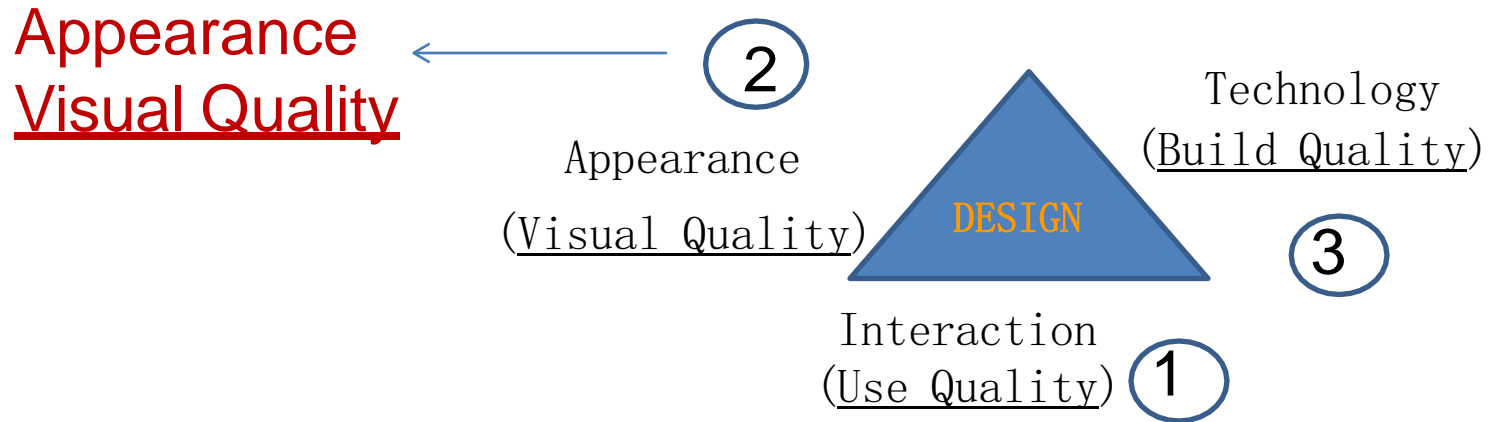 Appearance
Visual Quality
2
Appearance
(Visual Quality)
DESIGN
Technology
(Build Quality)
3
Interaction
(Use Quality)
1